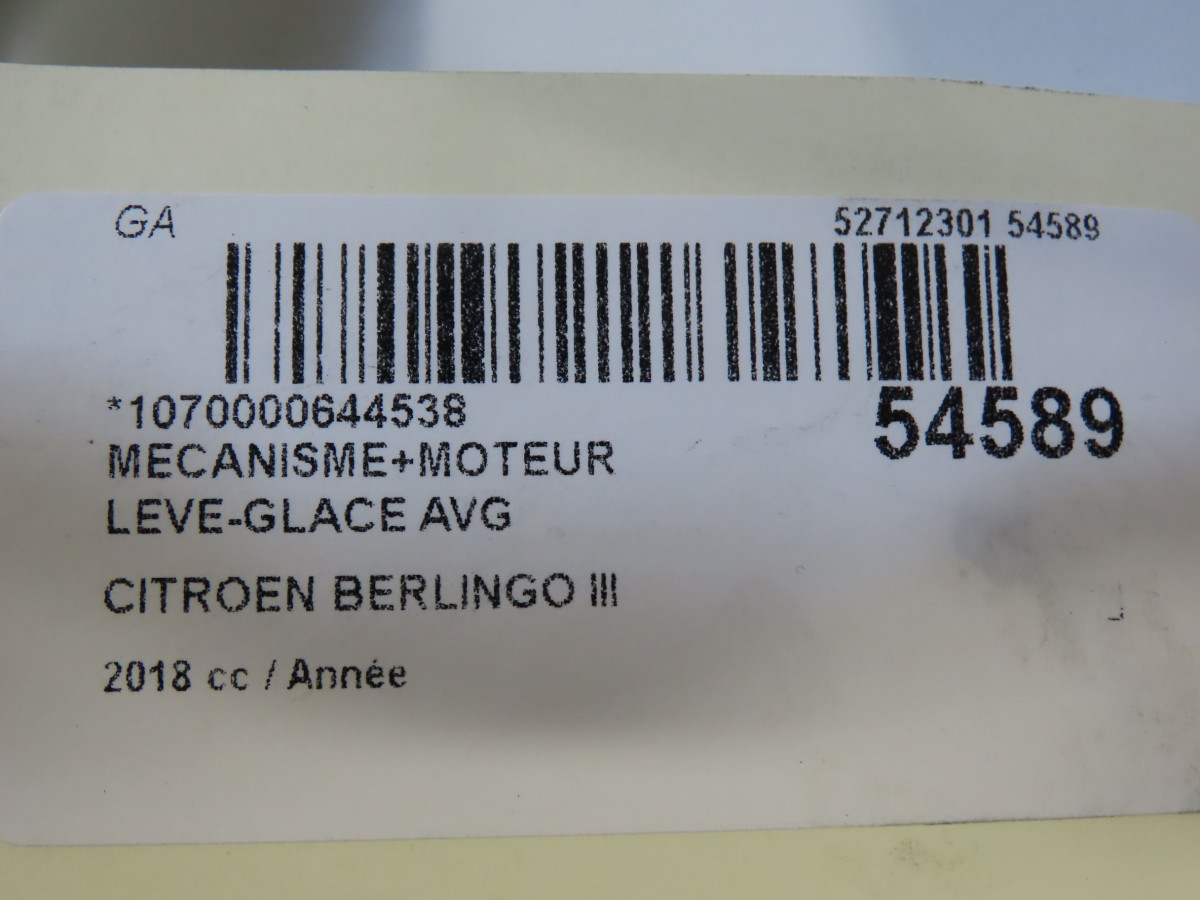 GA 52712301 54589
*1070000644538 54589
MECANISME+MOTEUR
LEVE-GLACE AVG
CITROEN BERLINGO III
2018 cc / Année